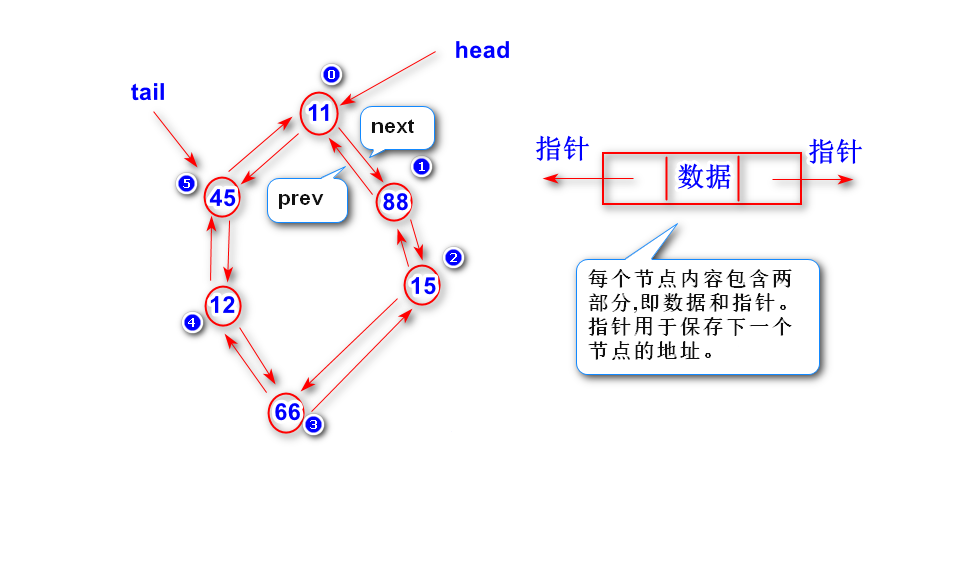 head
tail
0
11
next
1
5
45
prev
88
2
15
4
12
66
3
指针
数据
指针
每个节点内容包含两
部分,即数据和指针。
指针用于保存下一个
节点的地址。